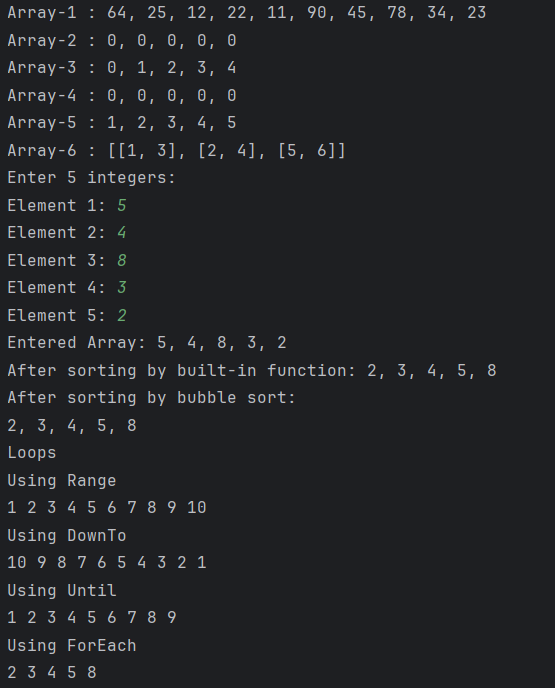 Array-1 : 64, 25, 12, 22, 11, 90, 45, 78, 34, 23
Array-2 : 0, 0, 0, 0, 0
Array-3 : 0, 1, 2, 3, 4
Array-4 : 0, 0, 0, 0, 0
Array-5 : 1, 2, 3, 4, 5
Array-6 : [[1, 3], [2, 4], [5, 6]]
Enter 5 integers:
Element 1: 5
Element 2: 4
Element 3: 8
Element 4: 3
Element 5: 2
Entered Array: 5, 4, 8, 3, 2
After sorting by built-in function: 2, 3, 4, 5, 8
After sorting by bubble sort:
2, 3, 4, 5, 8
Loops
Using Range
1 2 3 4 5 6 7 8 9 10
Using DownTo
10 9 8 7 6 5 4 3 2 1
Using Until
1 2 3 4 5 6 7 8 9
Using ForEach
2 3 4 5 8